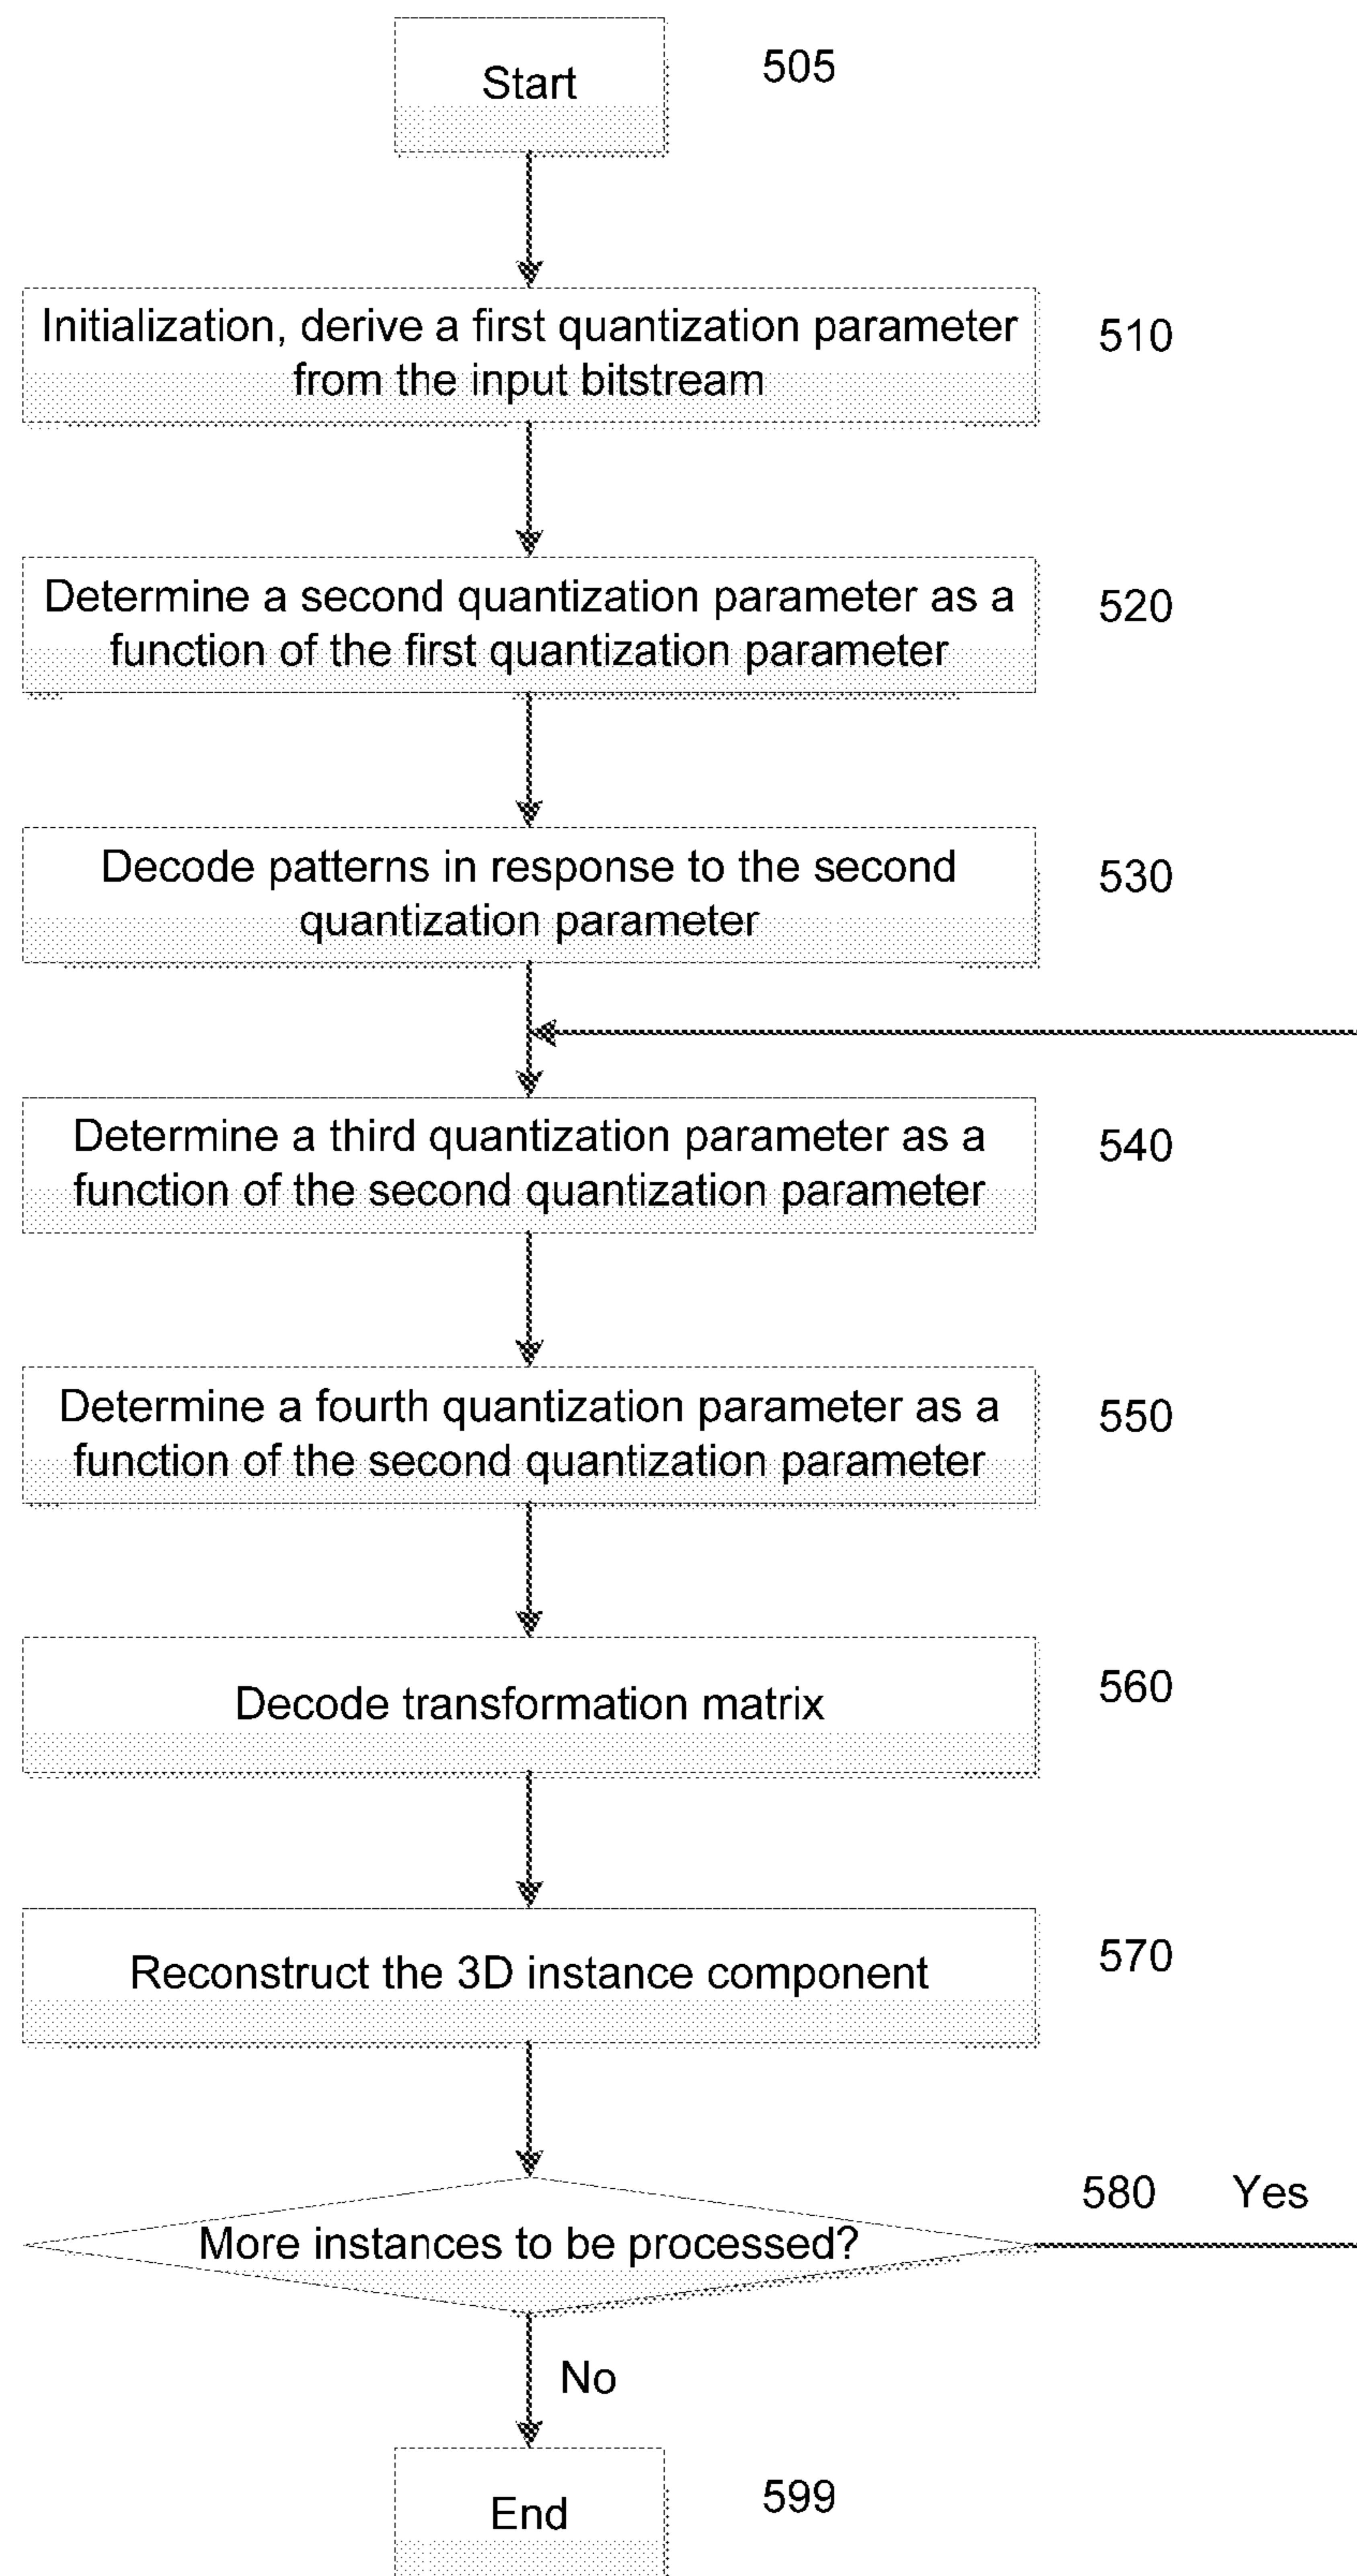 Start
505
Initialization, derive a first quantization parameter
from the input bitstream
510
Determine a second quantization parameter as a
function of the first quantization parameter
520
Decode patterns in response to the second
quantization parameter
530
Determine a third quantization parameter as a
function of the second quantization parameter
540
Determine a fourth quantization parameter as a
function of the second quantization parameter
550
Decode transformation matrix
560
Reconstruct the 3D instance component
570
More instances to be processed?
580
Yes
No
End
599